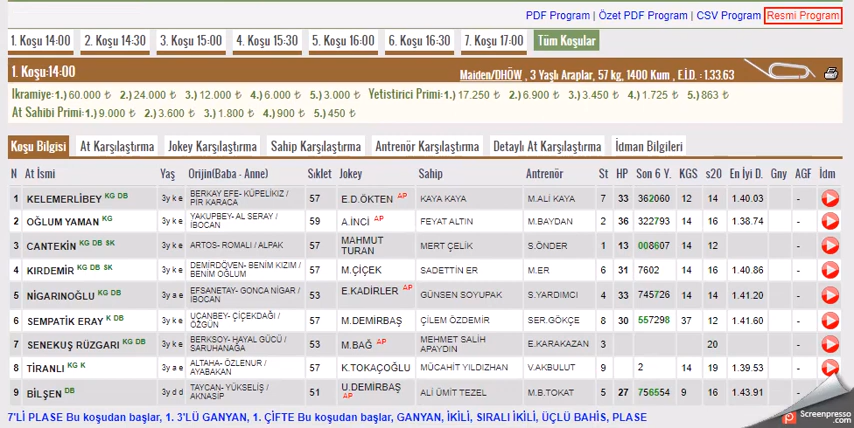 PDF Program | Özet PDF Program | CSV Program Resmi Program
1. Koşu 14:00 2. Koşu 14:30 3. Koşu 15:00 4. Koşu 15:30 5. Koşu 16:00 6. Koşu 16:30 7. Koşu 17:00 Tüm Koşular
1. Koşu:14:00 Maiden/DHÖW , 3 Yaşlı Araplar, 57 kg, 1400 Kum , E.İ.D. : 1.33.63
Ikramiye:1.) 60.000 ₺ 2.) 24.000 ₺ 3.) 12.000 ₺ 4.) 6.000 ₺ 5.) 3.000 ₺ Yetistirici Primi:1.) 17.250 ₺ 2.) 6.900 ₺ 3.) 3.450 ₺ 4.) 1.725 ₺ 5.) 863 ₺
At Sahibi Primi:1.) 9.000 ₺ 2.) 3.600 ₺ 3.) 1.800 ₺ 4.) 900 ₺ 5.) 450 ₺
Koşu Bilgisi At Karşılaştırma Jokey Karşılaştırma Sahip Karşılaştırma Antrenör Karşılaştırma Detaylı At Karşılaştırma İdman Bilgileri
N At İsmi Yaş Orijin(Baba - Anne) Sıklet Jokey Sahip Antrenör St HP Son 6 Y. KGS s20 En İyi D. Gny AGF İdm
1 KELEMERLİBEY KG DB 3y k e BERKAY EFE- KÜPELİKIZ / PIR KARACA 57 E.D.ÖKTEN AP KAYA KAYA M.ALİ KAYA 7 33 362060 12 14 1.40.03 -
2 OĞLUM YAMAN KG 3y k e YAKUPBEY- AL SERAY / İBOCAN 59 A.İNCİ AP FEYAT ALTIN M.BAYDAN 2 36 322793 14 16 1.38.74 -
3 CANTEKİN KG DB SK 3y k e ARTOS- ROMALI / ALPAK 57 MAHMUT TURAN MERT ÇELİK S.ÖNDER 1 13 008607 14 12 -
4 KIRDEMİR KG DB SK 3y k e DEMİRDÖVEN- BENİM KIZIM / BENİM OĞLUM 57 M.ÇİÇEK SADETTİN ER M.ER 6 31 7602 14 16 1.40.86 -
5 NİGARINOĞLU KG DB 3y a e EFSANETAY- GONCA NİGAR / İBOCAN 53 E.KADİRLER AP GÜNSEN SOYUPAK S.YARDIMCI 4 33 745726 14 14 1.41.20 -
6 SEMPATİK ERAY K DB 3y k e UÇANBEY- ÇİÇEKDAĞI / ÖZGÜN 57 M.DEMİRBAŞ ÇİLEM ÖZDEMİR SER.GÖKÇE 8 30 557298 37 12 1.41.60 -
7 SENEKUŞ RÜZGARI KG DB 3y k e BERKSOY- HAYAL GÜCÜ / SARUHANAĞA 53 M.BAĞ AP MEHMET SALİH APAYDIN E.KARAKAZAN 3 20 -
8 TİRANLI KG K 3y a e ALTAHA- ÖZLENUR / AYABAKAN 57 K.TOKAÇOĞLU MÜCAHİT YILDIZHAN V.AKBULUT 9 2 14 19 1.39.53 -
9 BİLŞEN DB 3y d d TAYCAN- YÜKSELİŞ / AKNASİP 51 U.DEMİRBAŞ AP ALİ ÜMİT TEZEL M.B.TOKAT 5 27 756554 9 16 1.43.91 -
7'Lİ PLASE Bu koşudan başlar, 1. 3'LÜ GANYAN, 1. ÇİFTE Bu koşudan başlar, GANYAN, İKİLİ, SIRALI İKİLİ, ÜÇLÜ BAHİS, PLASE
Screenpresso
.com